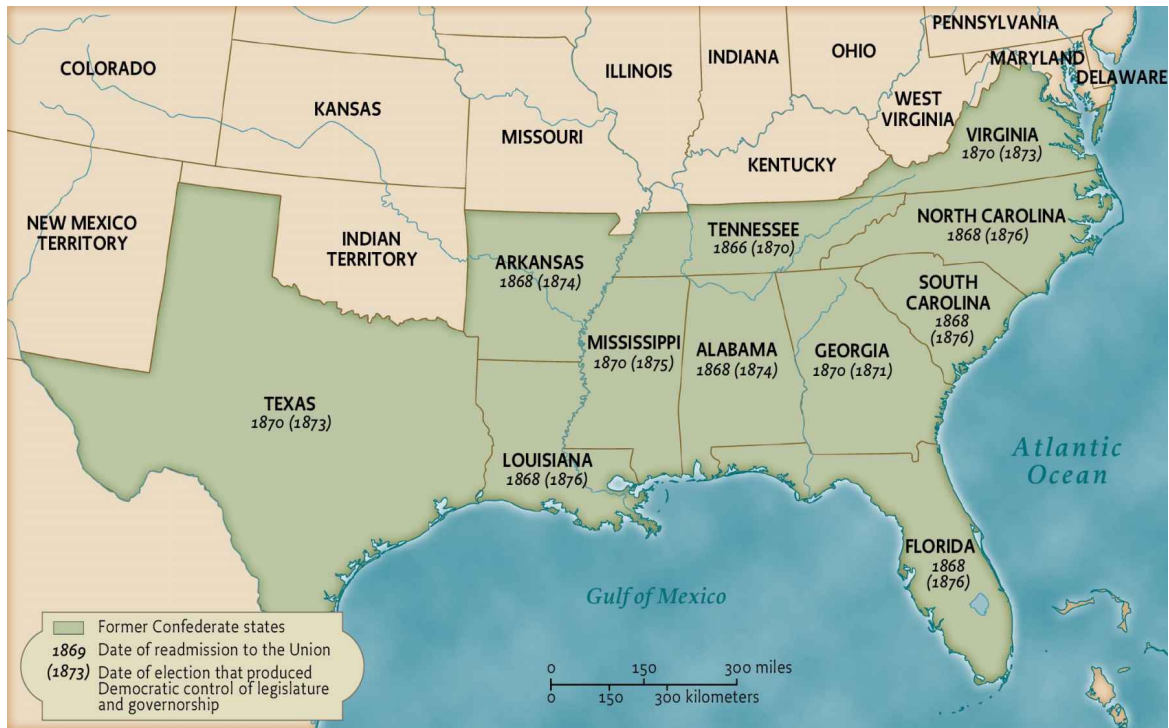 PENNSYLVANIA
COLORADO
ILLINOIS
INDIANA
OHIO
MARYLAND
DELAWARE
KANSAS
MISSOURI
WEST
VIRGINIA
KENTUCKY
VIRGINIA
1870 (1873)
NEW MEXICO
TERRITORY
INDIAN
TERRITORY
ARKANSAS
1868 (1874)
TENNESSEE
1866 (1870)
NORTH CAROLINA
1868 (1876)
SOUTH
CAROLINA
1868
(1876)
MISSISSIPPI
1870 (1875)
ALABAMA
1868 (1874)
GEORGIA
1870 (1871)
TEXAS
1870 (1873)
LOUISIANA
1868 (1876)
Atlantic
Ocean
FLORIDA
1868
(1876)
Gulf of Mexico
Former Confederate states
1869 Date of readmission to the Union
(1873) Date of election that produced
Democratic control of legislature
and governorship
0 150 300 miles
0 150 300 kilometers